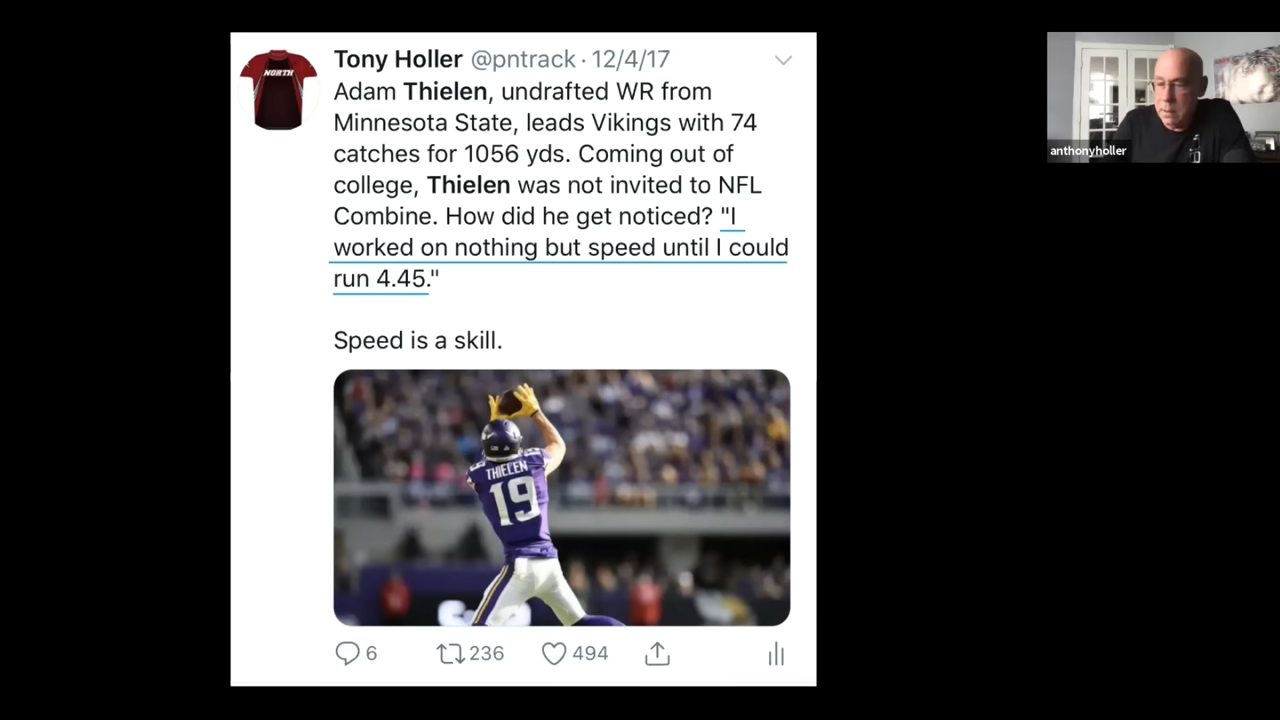 Tony Holler @pntrack · 12/4/17
NORTH
Adam Thielen, undrafted WR from
Minnesota State, leads Vikings with 74
catches for 1056 yds. Coming out of
college, Thielen was not invited to NFL
Combine. How did he get noticed? "I
worked on nothing but speed until I could
run 4.45."
Speed is a skill.
THIELEN
19
6 236 494
anthonyholler